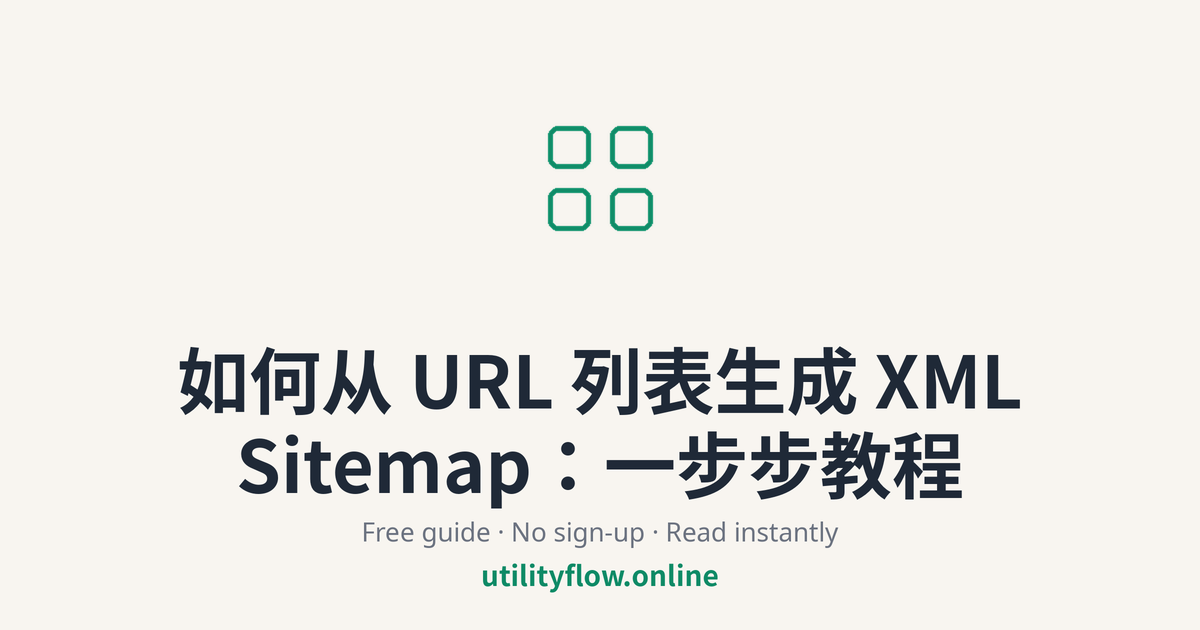 如何从 URL 列表生成 XML
Sitemap：一步步教程
Free guide · No sign-up · Read instantly
utilityflow.online